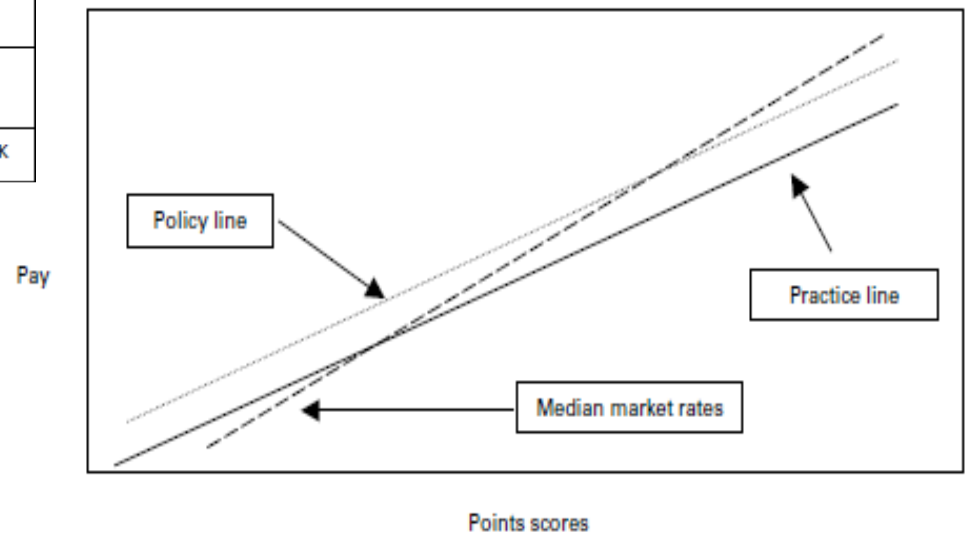 K
Policy line
Pay
Practice line
Median market rates
Points scores